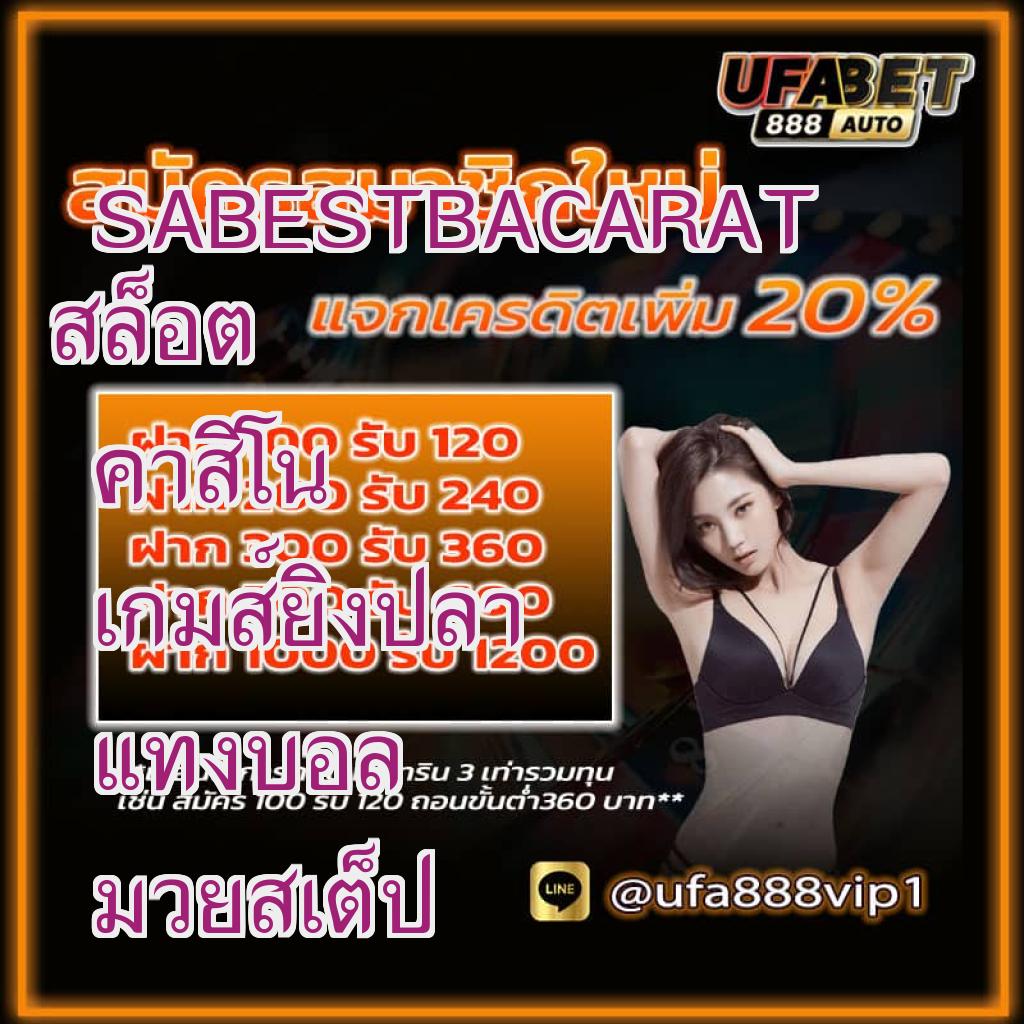 UFABET
888 AUTO
SABESTBACARAT
สล็อต
แจกเครดิตเพิ่ม 20%
รับ 120
คาสิโน
รับ 240
ฝาก 300 รับ 360
เกมส์ยิงปลา
ฝาก 1000 รับ 1200
แทงบอล
3 เท่ารวมทุน
เช่น สมัคร 100 รับ 120 ถอนขั้นต่ำ360 บาท**
มวยสเต็ป
LINE @ufa888vip1